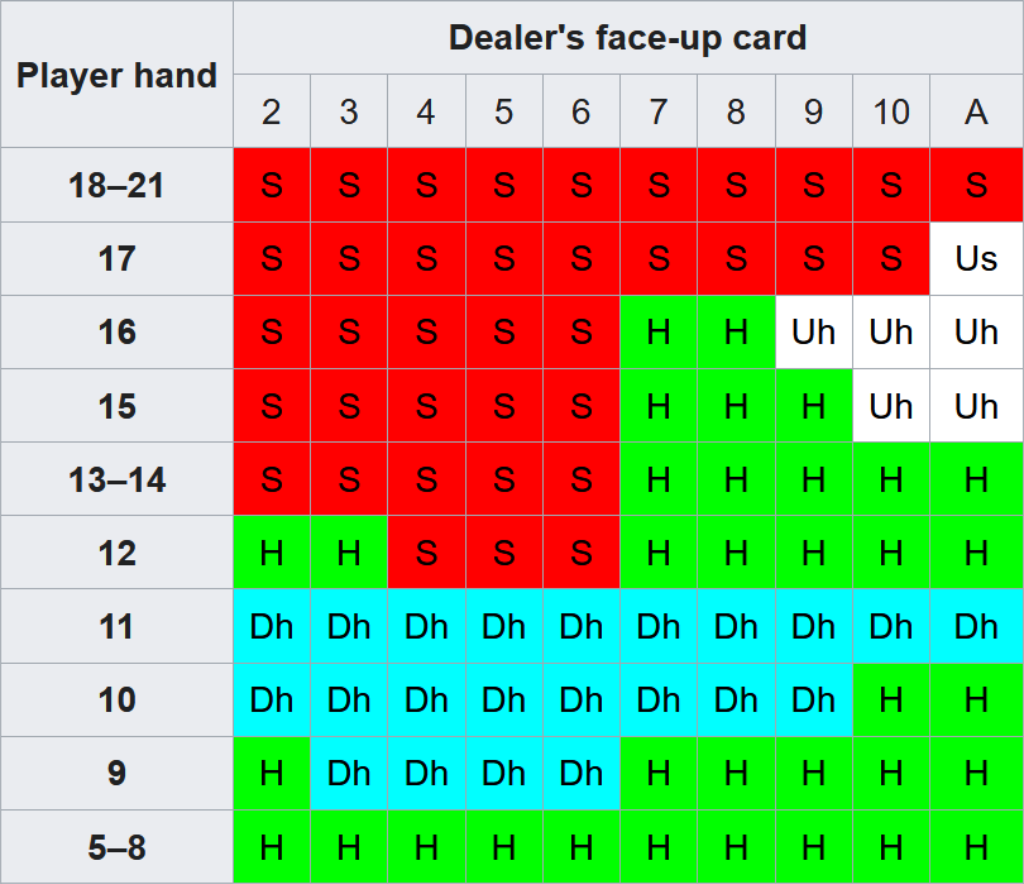 Player hand
Dealer's face-up card
2 3 4 5 6 7 8 9 10 A
18–21 S S S S S S S S S S
17 S S S S S S S S S Us
16 S S S S S H H Uh Uh Uh
15 S S S S S H H H Uh Uh
13–14 S S S S S H H H H H
12 H H S S S H H H H H
11 Dh Dh Dh Dh Dh Dh Dh Dh Dh Dh
10 Dh Dh Dh Dh Dh Dh Dh Dh H H
9 H Dh Dh Dh Dh H H H H H
5–8 H H H H H H H H H H